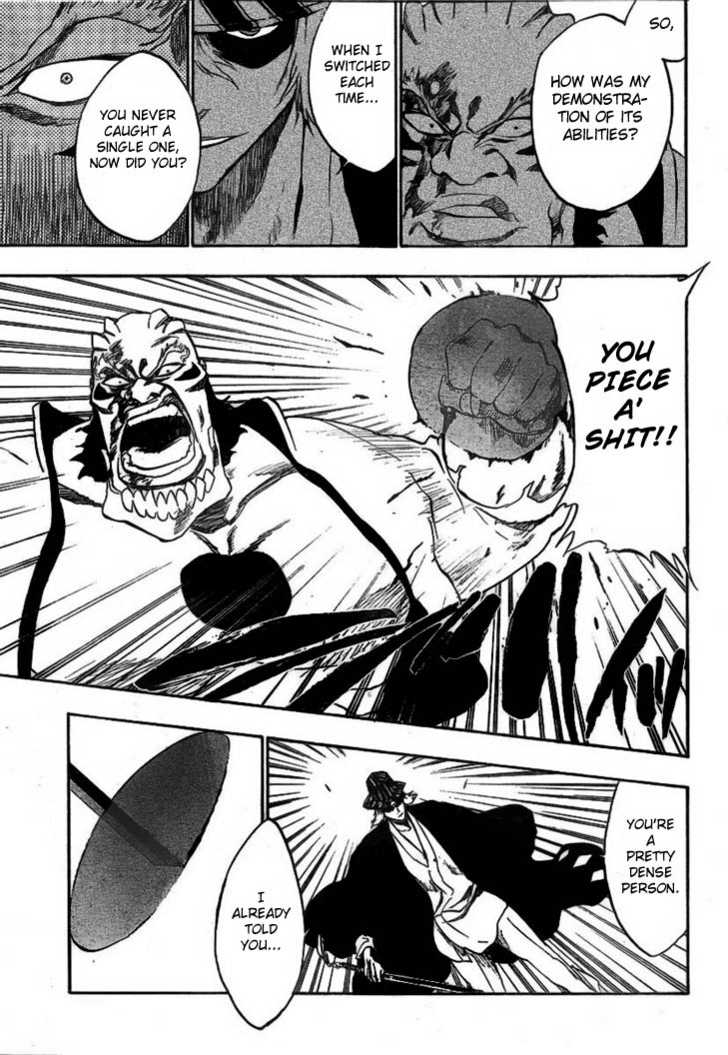 SO,
HOW WAS MY
DEMONSTRA-
TION OF ITS
ABILITIES?
WHEN I
SWITCHED
EACH
TIME...
YOU NEVER
CAUGHT A
SINGLE ONE,
NOW DID YOU?
YOU
PIECE
A'
SHIT!!
YOU'RE
A
PRETTY
DENSE
PERSON.
I
ALREADY
TOLD
YOU...